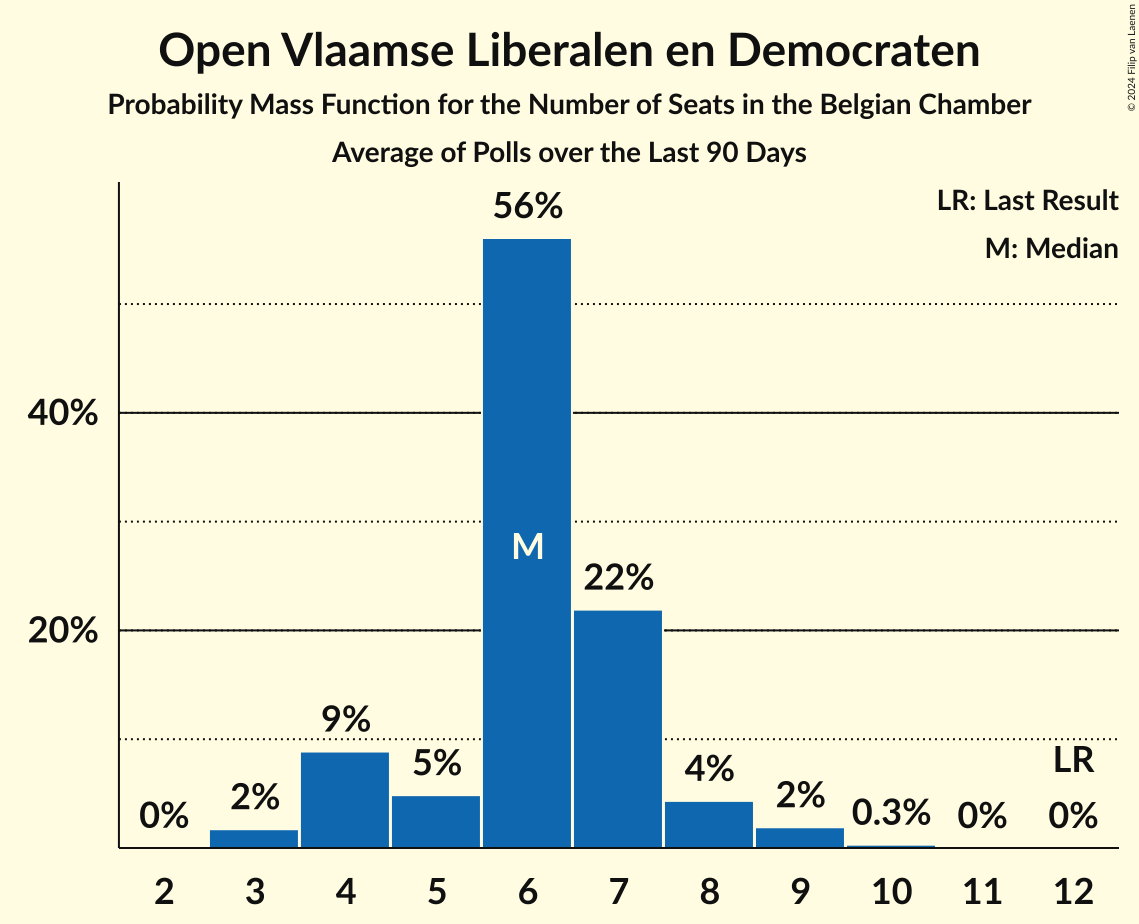 Open Vlaamse Liberalen en Democraten
Probability Mass Function for the Number of Seats in the Belgian Chamber
Average of Polls over the Last 90 Days
© 2024 Filip van Laenen
LR: Last Result
M: Median
56%
40%
M
22%
20%
9%
5%
LR
4%
2%
2%
0.3%
0%
0%
0%
2 3 4 5 6 7 8 9 10 11 12